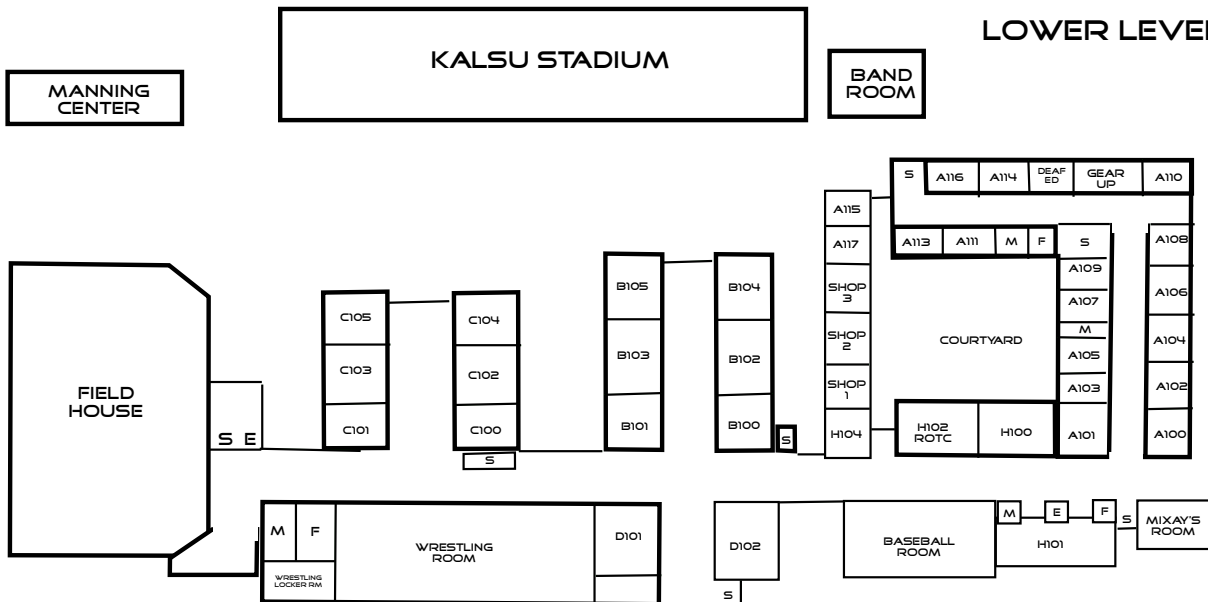 LOWER LEVEL
KALSU STADIUM
BAND
ROOM
MANNING
CENTER
S
A116
A114
DEAF
ED
GEAR
UP
A110
A115
A117
SHOP
3
SHOP
2
SHOP
1
H104
A113
A111
M
F
S
A109
A107
M
A105
A103
A101
A108
A106
A104
A102
A100
COURTYARD
H102
ROTC
H100
B105
B103
B101
B104
B102
B100
S
C105
C103
C101
C104
C102
C100
S
FIELD
HOUSE
S E
M
F
WRESTLING
LOCKER RM
WRESTLING
ROOM
D101
D102
S
BASEBALL
ROOM
M
E
F
H101
S
MIXAY'S
ROOM